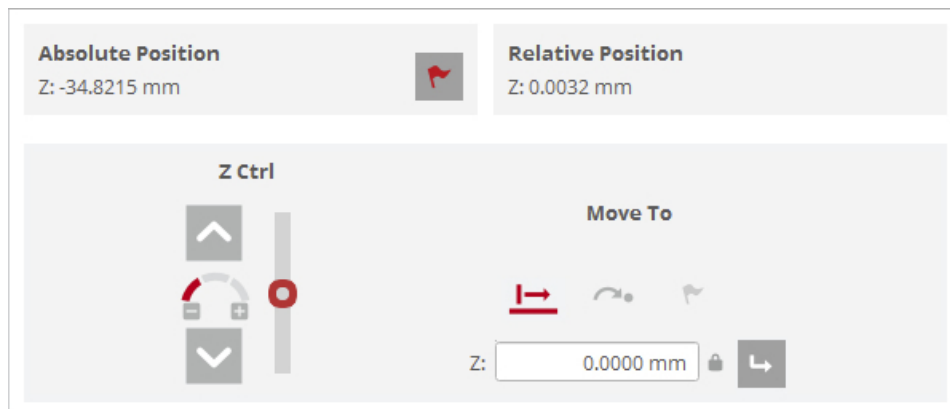 Absolute Position
Z: -34.8215 mm
Relative Position
Z: 0.0032 mm
Z Ctrl
Move To
Z: 0.0000 mm